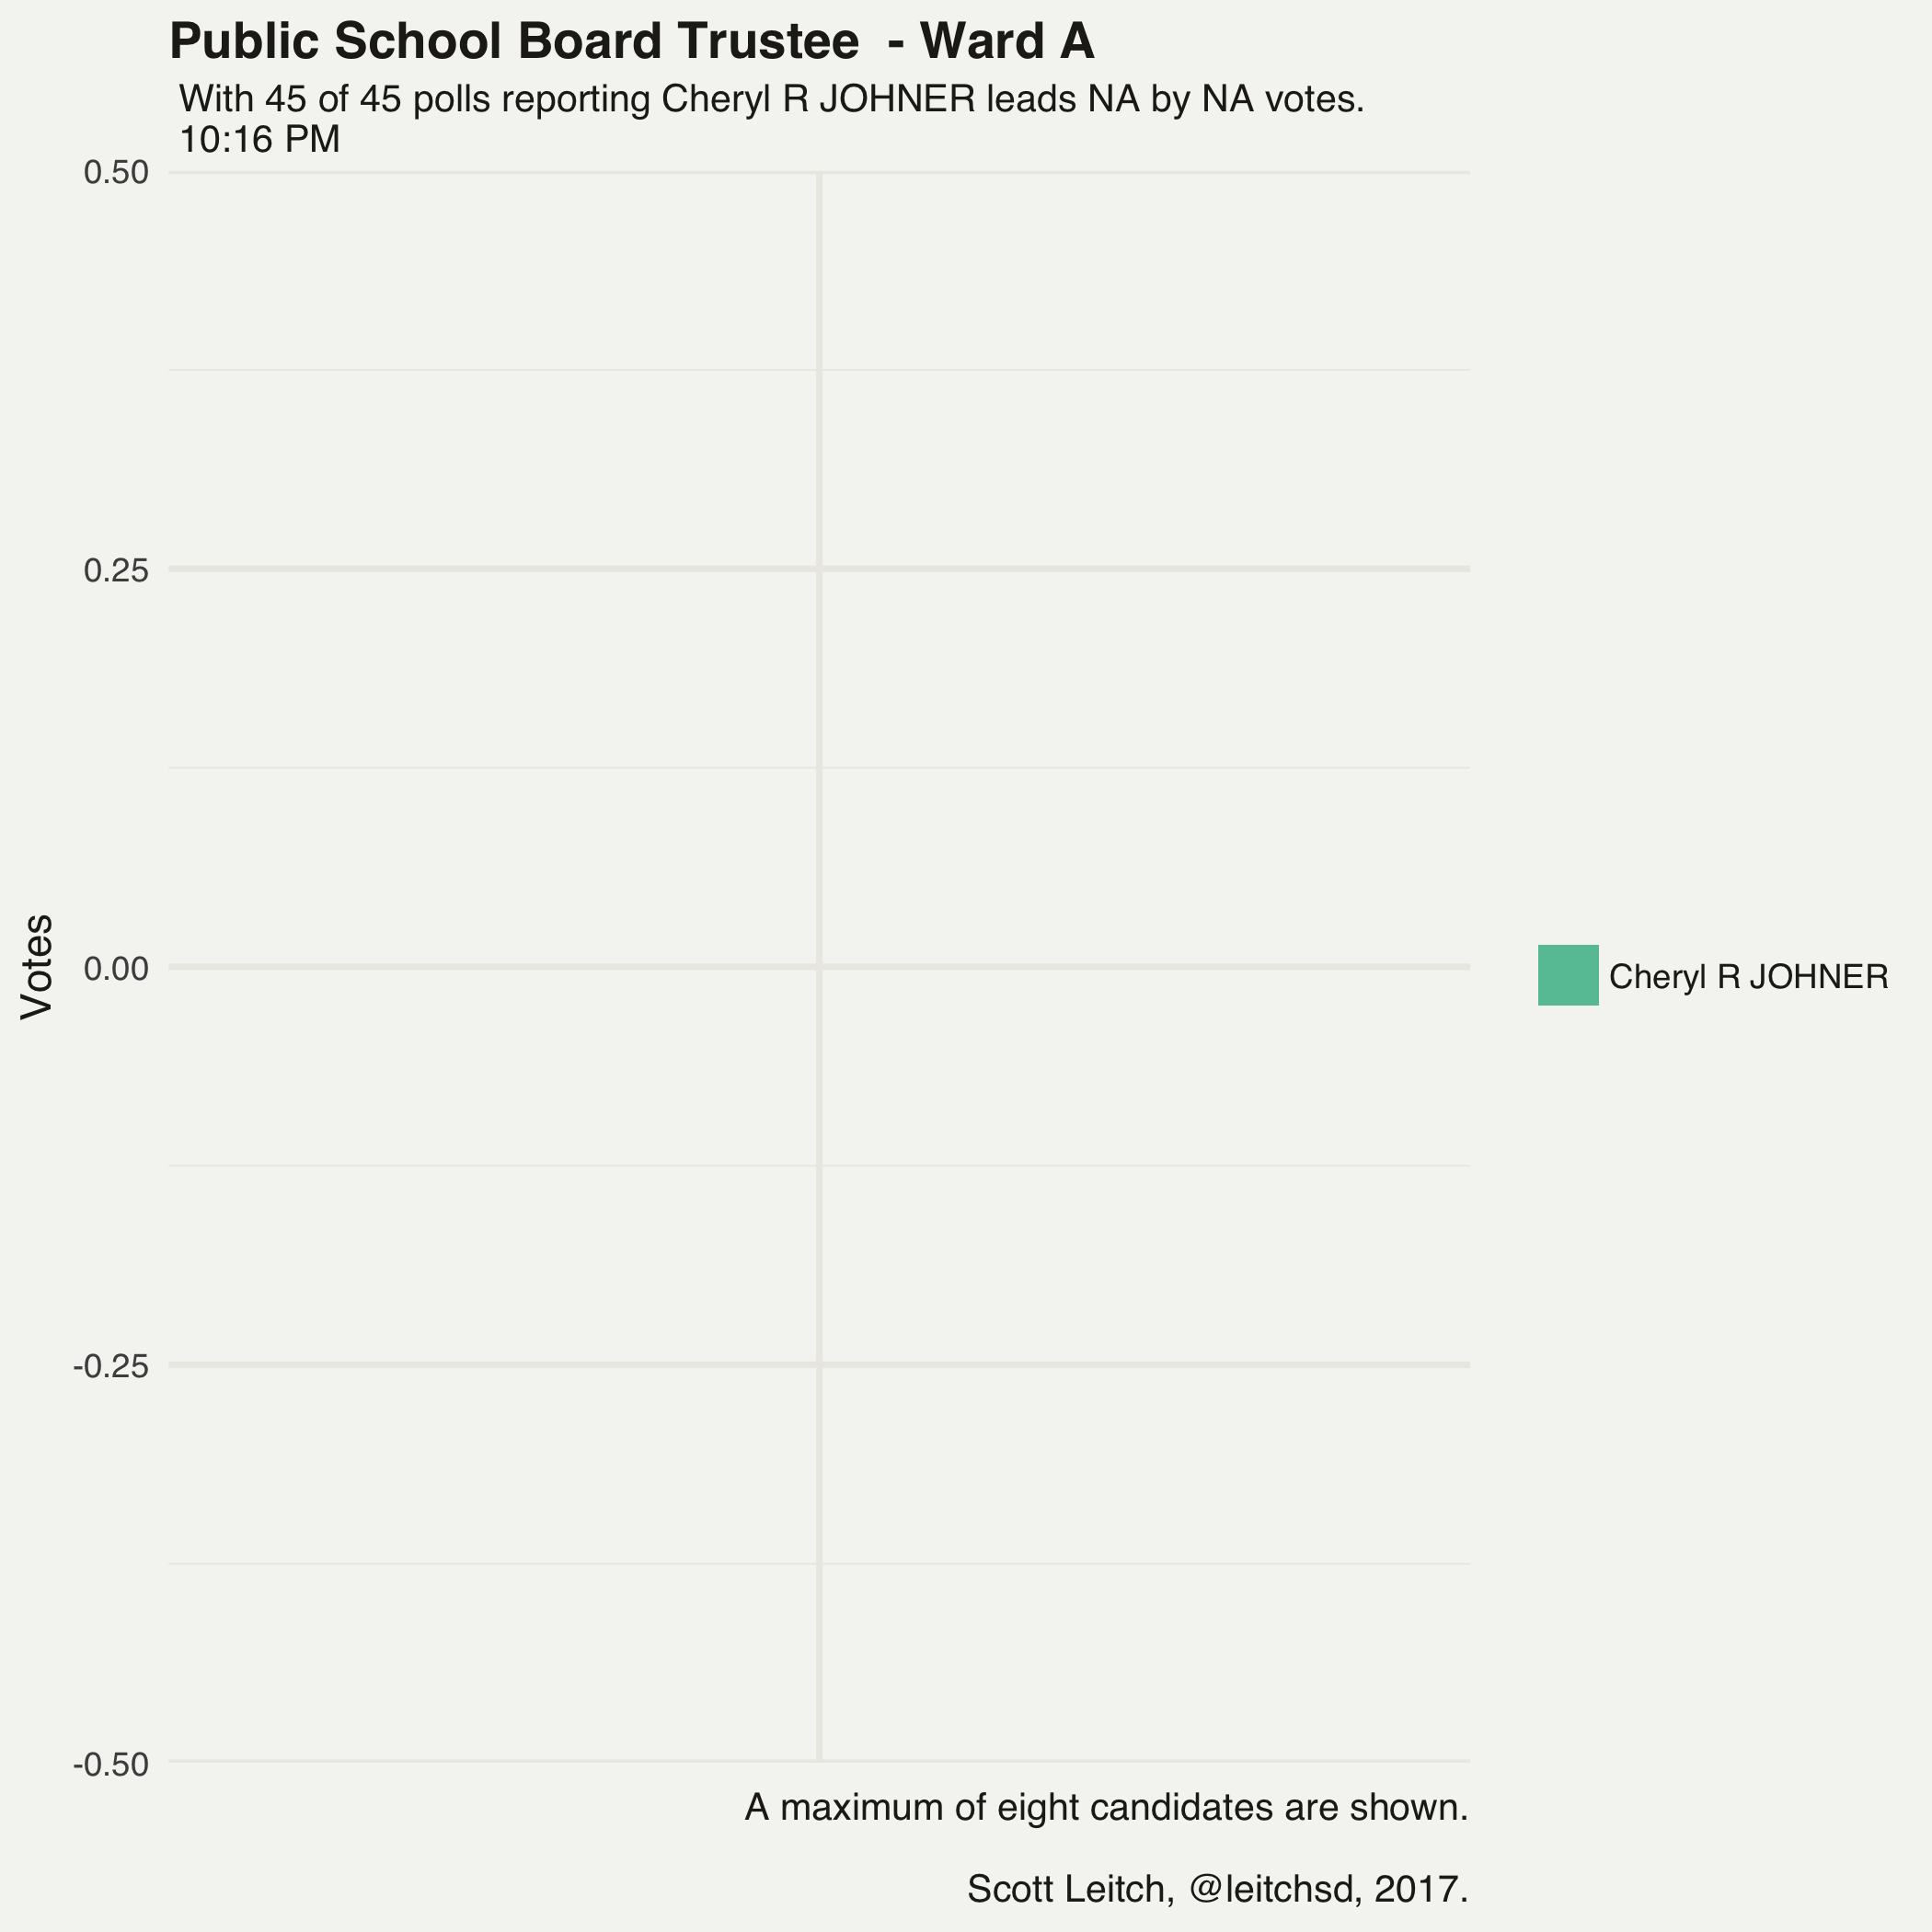 Public School Board Trustee  - Ward A
With 45 of 45 polls reporting Cheryl R JOHNER leads NA by NA votes.
10:16 PM
0.50
0.25
0.00
-0.25
-0.50
Votes
Cheryl R JOHNER
A maximum of eight candidates are shown.
Scott Leitch, @leitchsd, 2017.